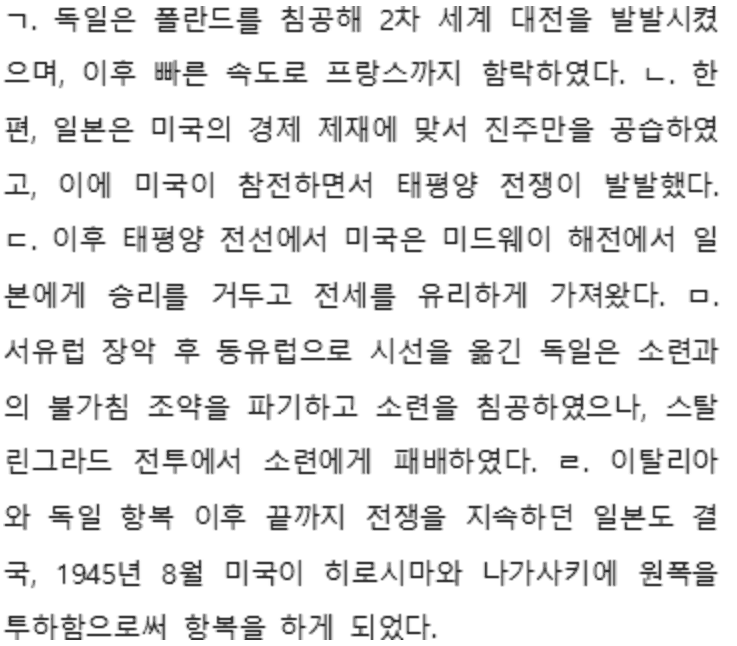 ㄱ. 독일은 폴란드를 침공해 2차 세계 대전을 발발시켰
으며, 이후 빠른 속도로 프랑스까지 함락하였다. ㄴ. 한
편, 일본은 미국의 경제 제재에 맞서 진주만을 공습하였
고, 이에 미국이 참전하면서 태평양 전쟁이 발발했다.
ㄷ. 이후 태평양 전선에서 미국은 미드웨이 해전에서 일
본에게 승리를 거두고 전세를 유리하게 가져왔다. ㅁ.
서유럽 장악 후 동유럽으로 시선을 옮긴 독일은 소련과
의 불가침 조약을 파기하고 소련을 침공하였으나, 스탈
린그라드 전투에서 소련에게 패배하였다. ㄹ. 이탈리아
와 독일 항복 이후 끝까지 전쟁을 지속하던 일본도 결
국, 1945년 8월 미국이 히로시마와 나가사키에 원폭을
투하함으로써 항복을 하게 되었다.